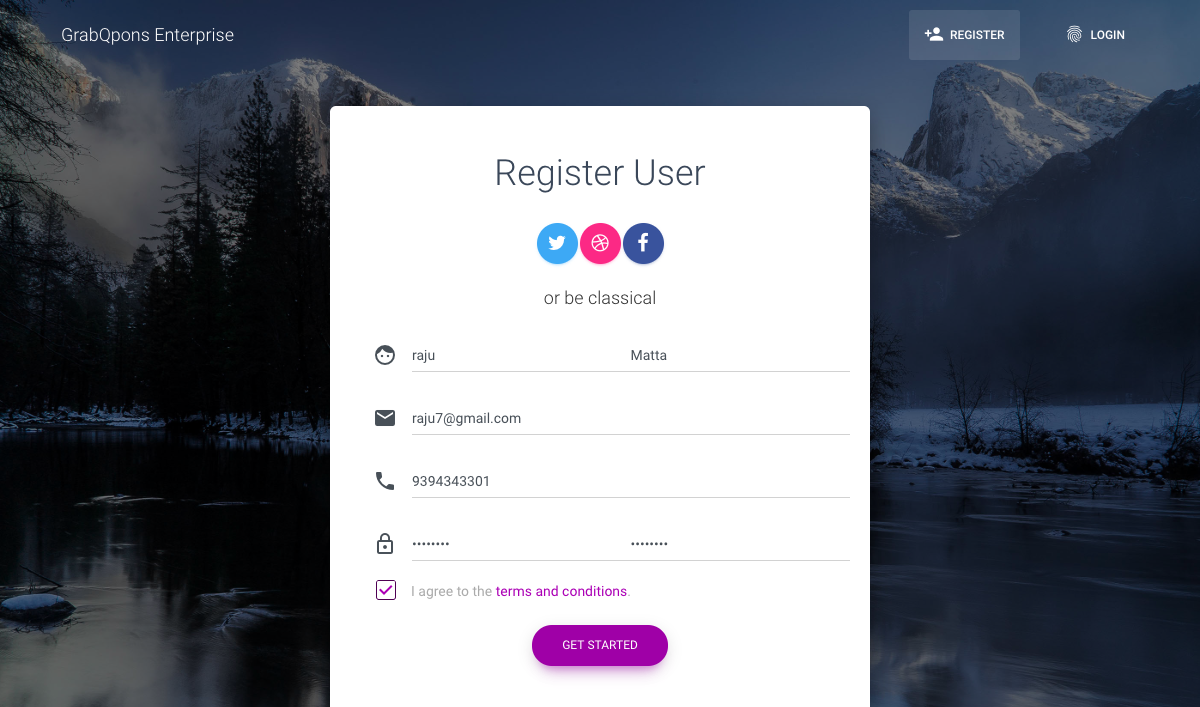 GrabQpons Enterprise
REGISTER
LOGIN
Register User
or be classical
raju Matta
raju7@gmail.com
9394343301
•••••••• ••••••••
I agree to the terms and conditions.
GET STARTED